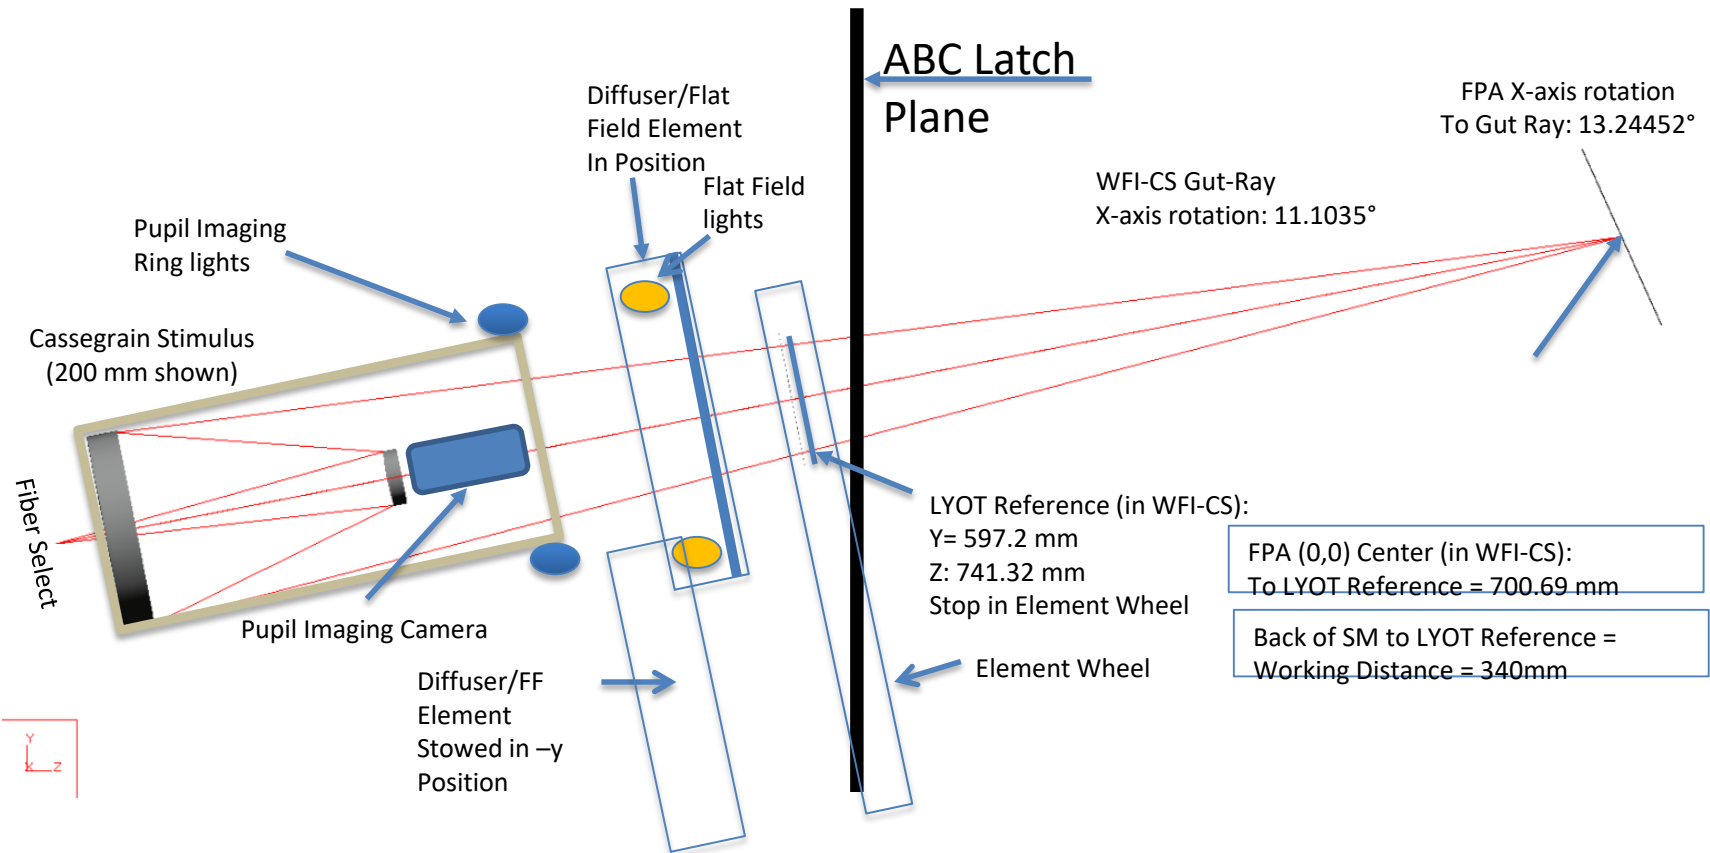 ABC Latch
Plane
Diffuser/Flat
Field Element
In Position
Flat Field
lights
FPA X-axis rotation
To Gut Ray: 13.24452°
WFI-CS Gut-Ray
X-axis rotation: 11.1035°
Pupil Imaging
Ring lights
Cassegrain Stimulus
(200 mm shown)
Fiber Select
Pupil Imaging Camera
LYOT Reference (in WFI-CS):
Y= 597.2 mm
Z: 741.32 mm
Stop in Element Wheel
FPA (0,0) Center (in WFI-CS):
To LYOT Reference = 700.69 mm
Back of SM to LYOT Reference =
Working Distance = 340mm
Element Wheel
Diffuser/FF
Element
Stowed in –y
Position
Y
X Z